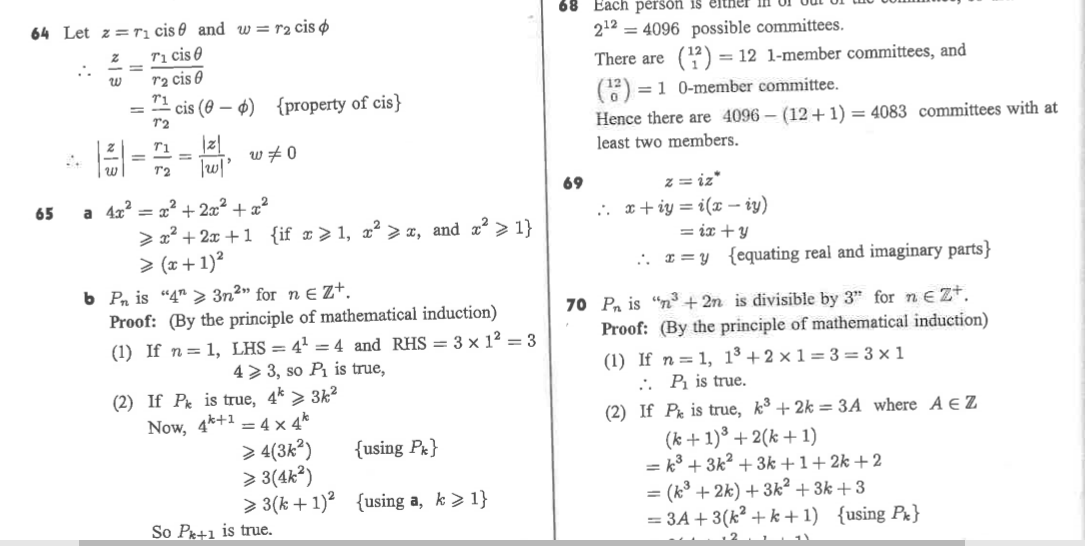 64 Let z = r₁ cis θ and w = r₂ cis ϕ
∴ z/w = r₁ cis θ / r₂ cis θ
= r₁/r₂ cis (θ − ϕ) {property of cis}
∴ |z/w| = r₁/r₂ = |z|/|w|, w ≠ 0
65 a 4x² = x² + 2x² + x²
⩾ x² + 2x + 1 {if x ⩾ 1, x² ⩾ x, and x² ⩾ 1}
⩾ (x + 1)²
b Pₙ is “4ⁿ ⩾ 3n²” for n ∈ ℤ⁺.
Proof: (By the principle of mathematical induction)
(1) If n = 1, LHS = 4¹ = 4 and RHS = 3 × 1² = 3
4 ⩾ 3, so P₁ is true,
(2) If Pₖ is true, 4ᵏ ⩾ 3k²
Now, 4ᵏ⁺¹ = 4 × 4ᵏ
⩾ 4(3k²) {using Pₖ}
⩾ 3(4k²)
⩾ 3(k + 1)² {using a, k ⩾ 1}
So Pₖ₊₁ is true.
68 Each person is either in or out of the
2¹² = 4096 possible committees.
There are (12 1) = 12 1-member committees, and
(12 0) = 1 0-member committee.
Hence there are 4096 − (12 + 1) = 4083 committees with at
least two members.
69 z = iz*
∴ x + iy = i(x − iy)
= ix + y
∴ x = y {equating real and imaginary parts}
70 Pₙ is “n³ + 2n is divisible by 3” for n ∈ ℤ⁺.
Proof: (By the principle of mathematical induction)
(1) If n = 1, 1³ + 2 × 1 = 3 = 3 × 1
∴ P₁ is true.
(2) If Pₖ is true, k³ + 2k = 3A where A ∈ ℤ
(k + 1)³ + 2(k + 1)
= k³ + 3k² + 3k + 1 + 2k + 2
= (k³ + 2k) + 3k² + 3k + 3
= 3A + 3(k² + k + 1) {using Pₖ}